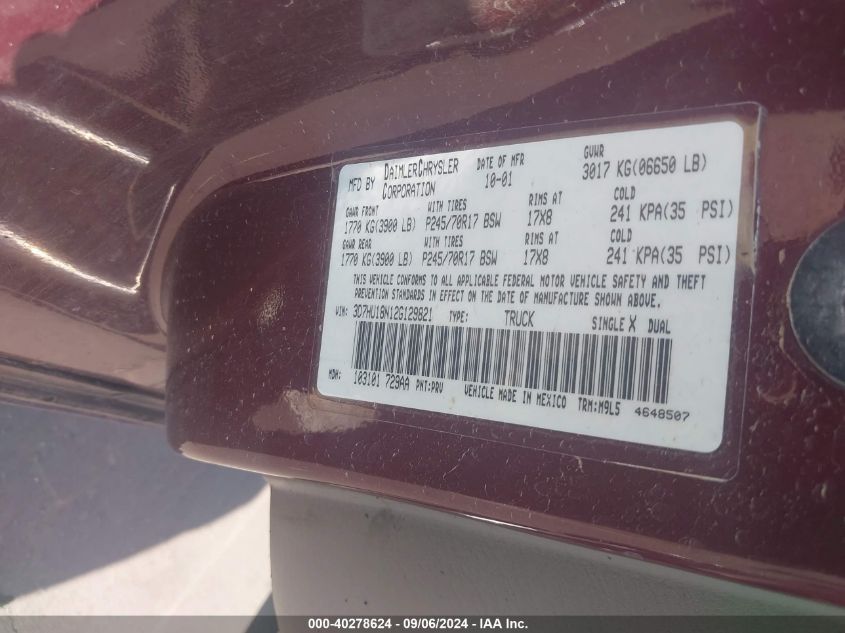 MFD BY DAIMLERCHRYSLER CORPORATION DATE OF MFR 10-01 GVWR 3017 KG(06650 LB)
GAWR FRONT WITH TIRES RIMS AT COLD
1770 KG(3900 LB) P245/70R17 BSW 17X8 241 KPA(35 PSI)
GAWR REAR WITH TIRES RIMS AT COLD
1770 KG(3900 LB) P245/70R17 BSW 17X8 241 KPA(35 PSI)
THIS VEHICLE CONFORMS TO ALL APPLICABLE FEDERAL MOTOR VEHICLE SAFETY AND THEFT
PREVENTION STANDARDS IN EFFECT ON THE DATE OF MANUFACTURE SHOWN ABOVE.
VIN: 3D7HU18N12G129821 TYPE: TRUCK SINGLE X DUAL
MDH: 103101 729AA PNT:PRV VEHICLE MADE IN MEXICO TRM:M9L5 4648507
000-40278624 - 09/06/2024 - IAA Inc.